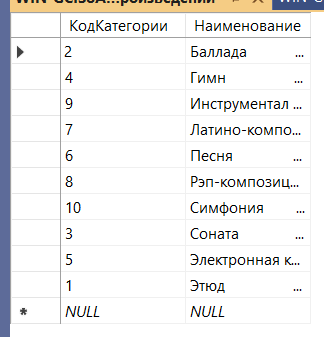 КодКатегории Наименование
2 Баллада ...
4 Гимн ...
9 Инструментал ...
7 Латино-компо...
6 Песня ...
8 Рэп-композиц...
10 Симфония ...
3 Соната ...
5 Электронная к...
1 Этюд ...
NULL NULL